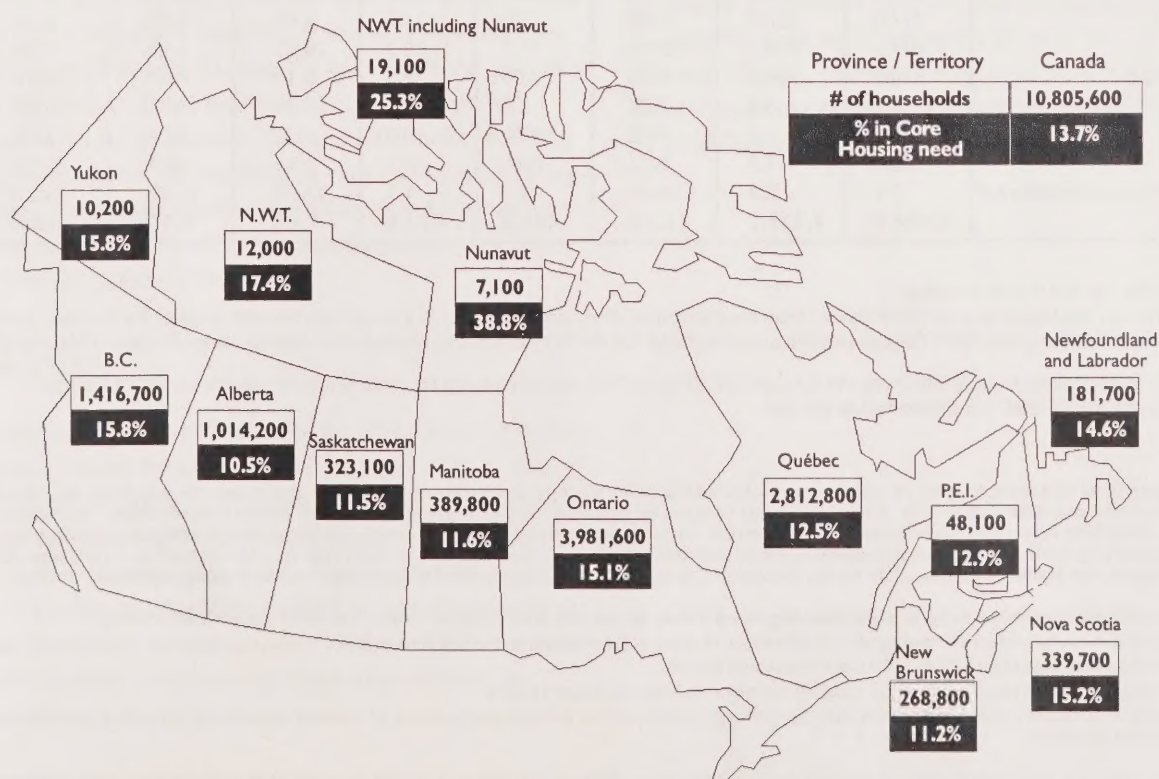 N.W.T. including Nunavut
19,100
25.3%
Province / Territory Canada
# of households 10,805,600
% in Core
Housing need
13.7%
Yukon
10,200
15.8%
N.W.T.
12,000
17.4%
Nunavut
7,100
38.8%
B.C.
1,416,700
15.8%
Alberta
1,014,200
10.5%
Saskatchewan
323,100
11.5%
Manitoba
389,800
11.6%
Ontario
3,981,600
15.1%
Québec
2,812,800
12.5%
Newfoundland
and Labrador
181,700
14.6%
P.E.I.
48,100
12.9%
New
Brunswick
268,800
11.2%
Nova Scotia
339,700
15.2%